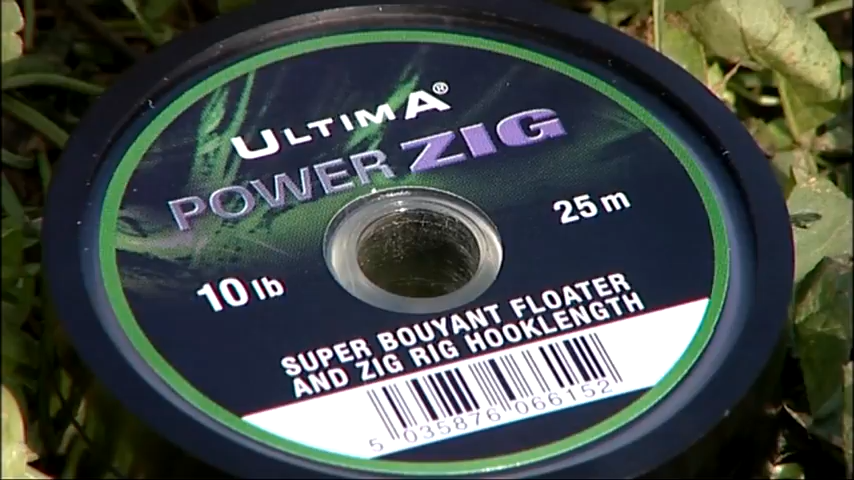 ULTIMA®
POWER ZIG
25 m
10 lb
SUPER BOUYANT FLOATER
AND ZIG RIG HOOKLENGTH
5 035876 066152